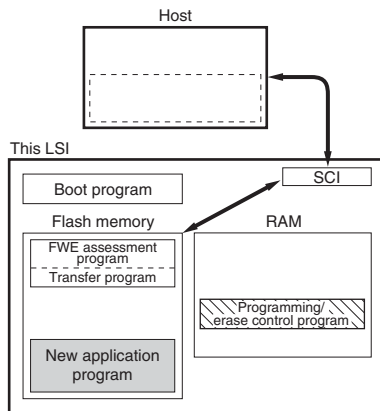 Host
This LSI
SCI
Boot program
Flash memory
RAM
FWE assessment
program
Transfer program
Programming/
erase control program
New application
program